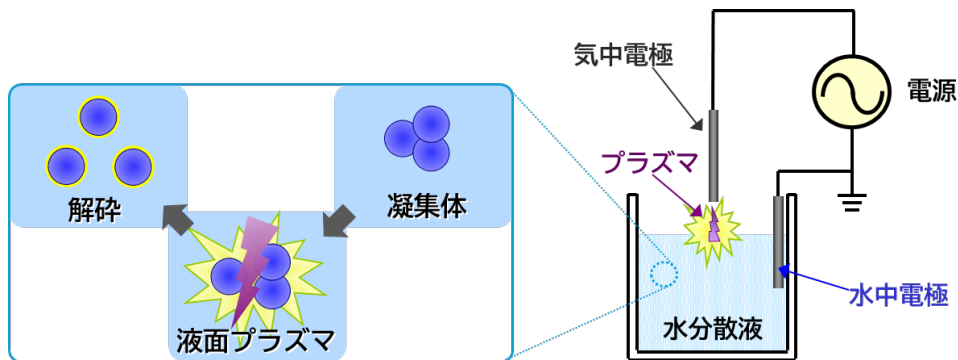 気中電極
電源
プラズマ
解砕
凝集体
液面プラズマ
水中電極
水分散液